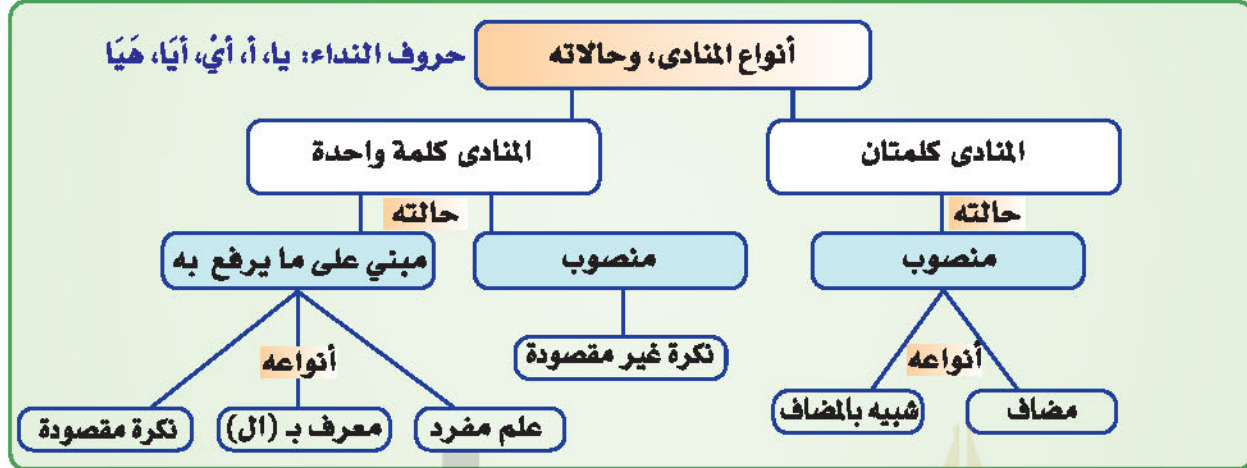 أنواع المنادى، وحالاته
حروف النداء: يا، أ، أيْ، أيَا، هَيَا
المنادى كلمتان
المنادى كلمة واحدة
حالته
حالته
منصوب
منصوب
مبني على ما يرفع به
نكرة غير مقصودة
أنواعه
أنواعه
مضاف
شبيه بالمضاف
علم مفرد
معرف بـ (ال)
نكرة مقصودة